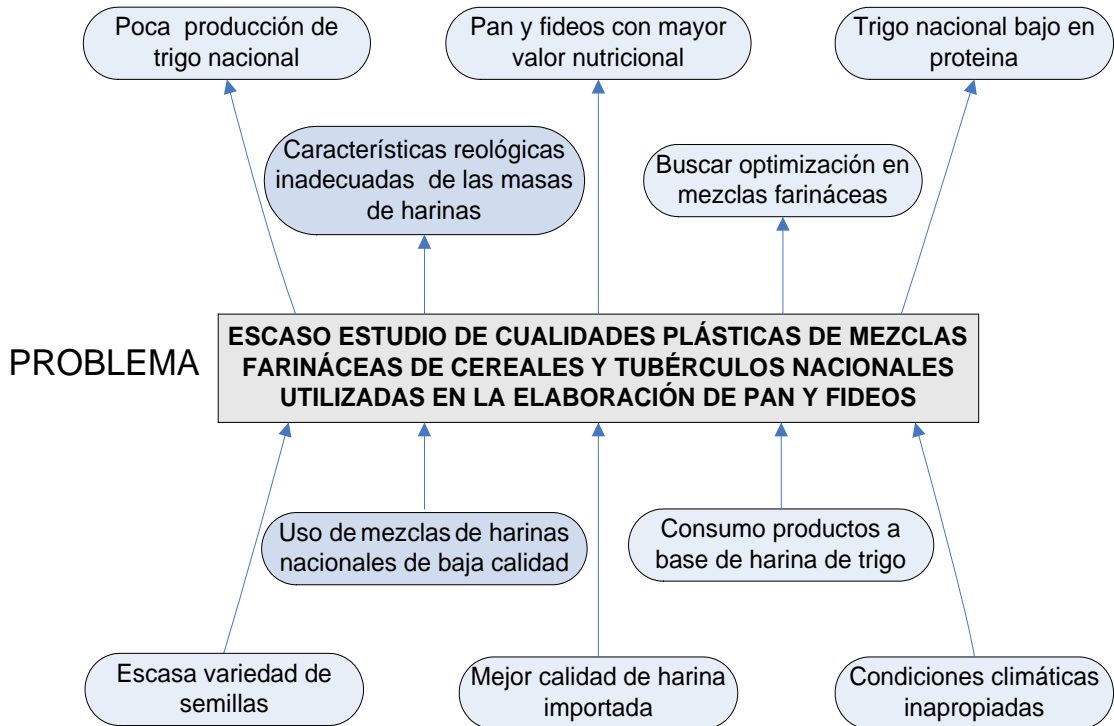 Poca producción de
trigo nacional
Pan y fideos con mayor
valor nutricional
Trigo nacional bajo en
proteina
Características reológicas
inadecuadas de las masas
de harinas
Buscar optimización en
mezclas farináceas
PROBLEMA
ESCASO ESTUDIO DE CUALIDADES PLÁSTICAS DE MEZCLAS
FARINÁCEAS DE CEREALES Y TUBÉRCULOS NACIONALES
UTILIZADAS EN LA ELABORACIÓN DE PAN Y FIDEOS
Uso de mezclas de harinas
nacionales de baja calidad
Consumo productos a
base de harina de trigo
Escasa variedad de
semillas
Mejor calidad de harina
importada
Condiciones climáticas
inapropiadas